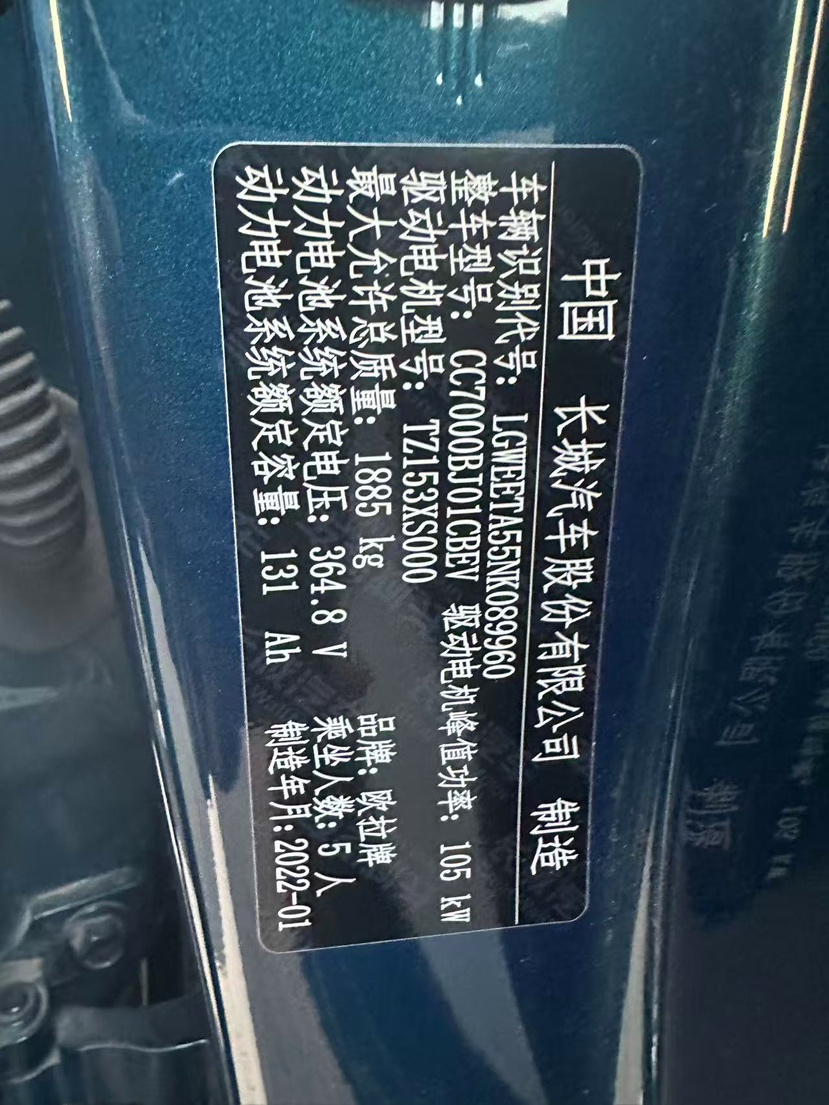 中国 长城汽车股份有限公司 制造
车辆识别代号: LGWEETA55NK089960
整车型号: CC7000BJ01CBEV 驱动电机峰值功率: 105 kW
驱动电机型号: TZ153XS000
最大允许总质量: 1885 kg 品牌: 欧拉牌
动力电池系统额定电压: 364.8 V 乘坐人数: 5 人
动力电池系统额定容量: 131 Ah 制造年月: 2022-01